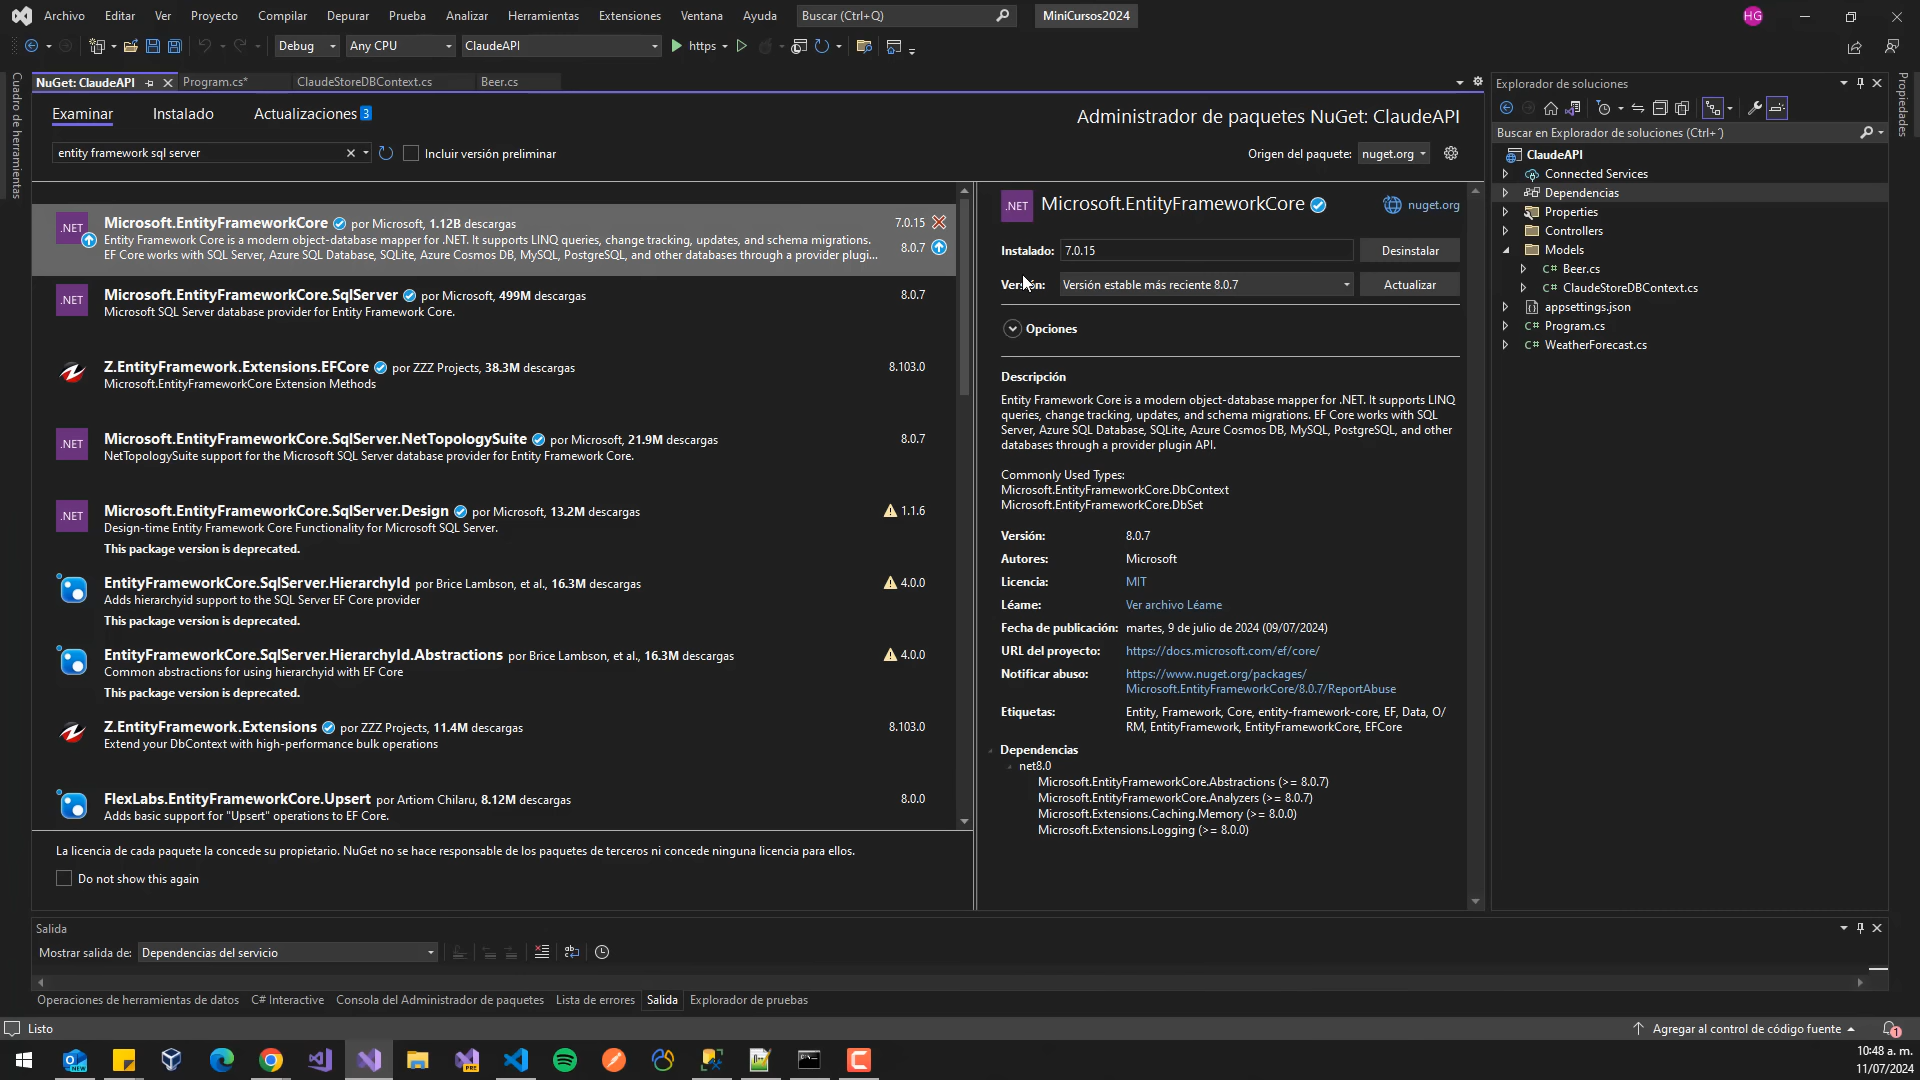 Archivo Editar Ver Proyecto Compilar Depurar Prueba Analizar Herramientas Extensiones Ventana Ayuda Buscar (Ctrl+Q) MiniCursos2024 HG
Debug Any CPU ClaudeAPI https
Cuadro de herramientas
NuGet: ClaudeAPI Program.cs* ClaudeStoreDBContext.cs Beer.cs
Examinar Instalado Actualizaciones 3
Administrador de paquetes NuGet: ClaudeAPI
entity framework sql server Incluir versión preliminar
Origen del paquete: nuget.org
.NET Microsoft.EntityFrameworkCore por Microsoft, 1.12B descargas 7.0.15
Entity Framework Core is a modern object-database mapper for .NET. It supports LINQ queries, change tracking, updates, and schema migrations.
EF Core works with SQL Server, Azure SQL Database, SQLite, Azure Cosmos DB, MySQL, PostgreSQL, and other databases through a provider plugi... 8.0.7
.NET Microsoft.EntityFrameworkCore.SqlServer por Microsoft, 499M descargas 8.0.7
Microsoft SQL Server database provider for Entity Framework Core.
Z.EntityFramework.Extensions.EFCore por ZZZ Projects, 38.3M descargas 8.103.0
Microsoft.EntityFrameworkCore Extension Methods
.NET Microsoft.EntityFrameworkCore.SqlServer.NetTopologySuite por Microsoft, 21.9M descargas 8.0.7
NetTopologySuite support for the Microsoft SQL Server database provider for Entity Framework Core.
.NET Microsoft.EntityFrameworkCore.SqlServer.Design por Microsoft, 13.2M descargas 1.1.6
Design-time Entity Framework Core Functionality for Microsoft SQL Server.
This package version is deprecated.
EntityFrameworkCore.SqlServer.HierarchyId por Brice Lambson, et al., 16.3M descargas 4.0.0
Adds hierarchyid support to the SQL Server EF Core provider
This package version is deprecated.
EntityFrameworkCore.SqlServer.HierarchyId.Abstractions por Brice Lambson, et al., 16.3M descargas 4.0.0
Common abstractions for using hierarchyid with EF Core
This package version is deprecated.
Z.EntityFramework.Extensions por ZZZ Projects, 11.4M descargas 8.103.0
Extend your DbContext with high-performance bulk operations
FlexLabs.EntityFrameworkCore.Upsert por Artiom Chilaru, 8.12M descargas 8.0.0
Adds basic support for "Upsert" operations to EF Core.
La licencia de cada paquete la concede su propietario. NuGet no se hace responsable de los paquetes de terceros ni concede ninguna licencia para ellos.
Do not show this again
.NET Microsoft.EntityFrameworkCore nuget.org
Instalado: 7.0.15 Desinstalar
Versión: Versión estable más reciente 8.0.7 Actualizar
Opciones
Descripción
Entity Framework Core is a modern object-database mapper for .NET. It supports LINQ
queries, change tracking, updates, and schema migrations. EF Core works with SQL
Server, Azure SQL Database, SQLite, Azure Cosmos DB, MySQL, PostgreSQL, and other
databases through a provider plugin API.
Commonly Used Types:
Microsoft.EntityFrameworkCore.DbContext
Microsoft.EntityFrameworkCore.DbSet
Versión: 8.0.7
Autores: Microsoft
Licencia: MIT
Léame: Ver archivo Léame
Fecha de publicación: martes, 9 de julio de 2024 (09/07/2024)
URL del proyecto: https://docs.microsoft.com/ef/core/
Notificar abuso: https://www.nuget.org/packages/
Microsoft.EntityFrameworkCore/8.0.7/ReportAbuse
Etiquetas: Entity, Framework, Core, entity-framework-core, EF, Data, O/
RM, EntityFramework, EntityFrameworkCore, EFCore
Dependencias
net8.0
Microsoft.EntityFrameworkCore.Abstractions (>= 8.0.7)
Microsoft.EntityFrameworkCore.Analyzers (>= 8.0.7)
Microsoft.Extensions.Caching.Memory (>= 8.0.0)
Microsoft.Extensions.Logging (>= 8.0.0)
Explorador de soluciones
Buscar en Explorador de soluciones (Ctrl+´)
ClaudeAPI
Connected Services
Dependencias
Properties
Controllers
Models
C# Beer.cs
C# ClaudeStoreDBContext.cs
appsettings.json
C# Program.cs
C# WeatherForecast.cs
Propiedades
Salida
Mostrar salida de: Dependencias del servicio
Operaciones de herramientas de datos C# Interactive Consola del Administrador de paquetes Lista de errores Salida Explorador de pruebas
Listo Agregar al control de código fuente 1
NEW PRE
10:48 a. m.
11/07/2024